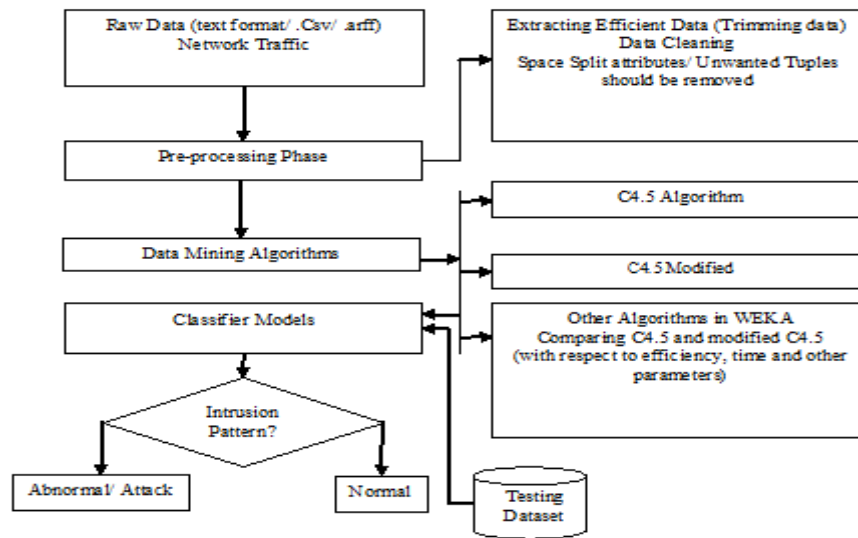 Raw Data (text format/ .Csv/ .arff)
Network Traffic
Extracting Efficient Data (Trimming data)
Data Cleaning
Space Split attributes/ Unwanted Tuples
should be removed
Pre-processing Phase
C4.5 Algorithm
Data Mining Algorithms
C4.5 Modified
Classifier Models
Other Algorithms in WEKA
Comparing C4.5 and modified C4.5
(with respect to efficiency, time and other
parameters)
Intrusion
Pattern?
Abnormal/ Attack
Normal
Testing
Dataset